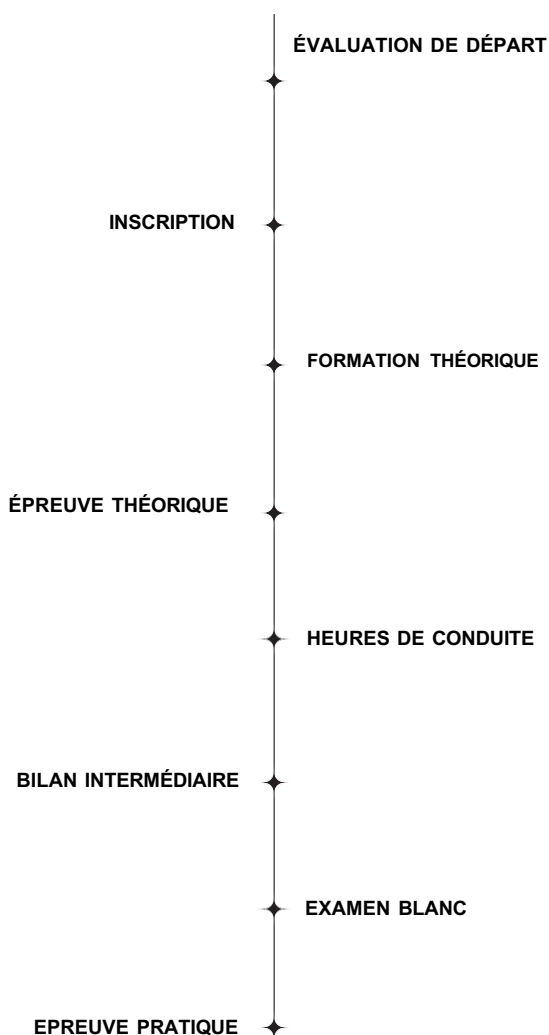 ÉVALUATION DE DÉPART
INSCRIPTION
FORMATION THÉORIQUE
ÉPREUVE THÉORIQUE
HEURES DE CONDUITE
BILAN INTERMÉDIAIRE
EXAMEN BLANC
EPREUVE PRATIQUE